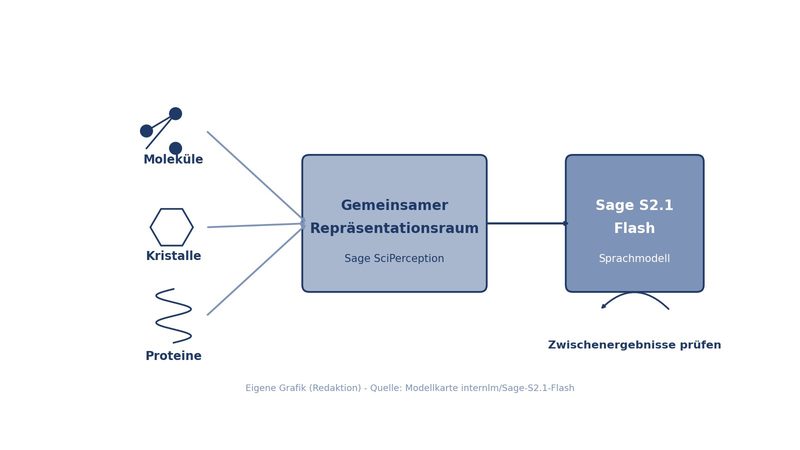 Moleküle
Kristalle
Proteine
Gemeinsamer
Repräsentationsraum
Sage SciPerception
Sage S2.1
Flash
Sprachmodell
Zwischenergebnisse prüfen
Eigene Grafik (Redaktion) - Quelle: Modellkarte internlm/Sage-S2.1-Flash